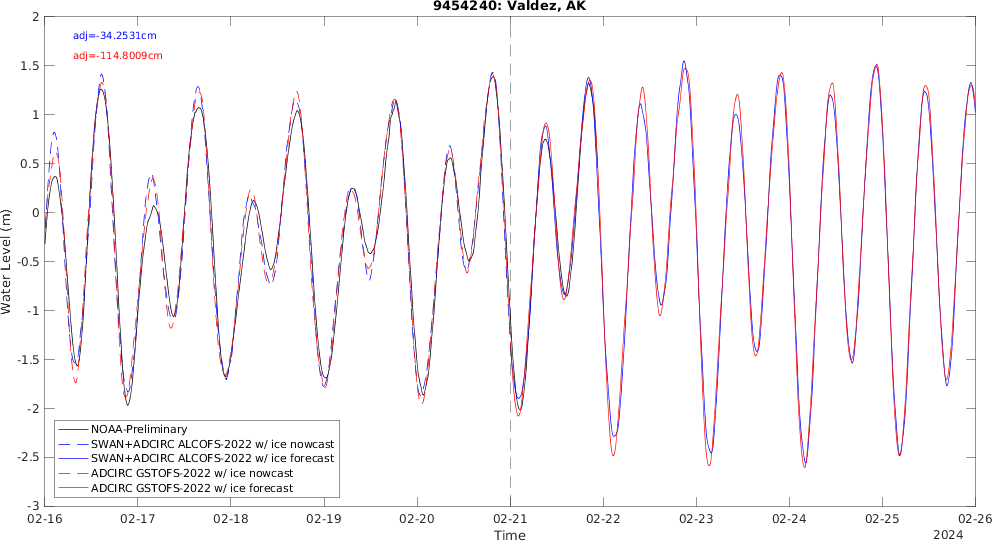 9454240: Valdez, AK
adj=-34.2531cm
adj=-114.8009cm
2
1.5
1
0.5
0
-0.5
-1
-1.5
-2
-2.5
-3
Water Level (m)
NOAA-Preliminary
SWAN+ADCIRC ALCOFS-2022 w/ ice nowcast
SWAN+ADCIRC ALCOFS-2022 w/ ice forecast
ADCIRC GSTOFS-2022 w/ ice nowcast
ADCIRC GSTOFS-2022 w/ ice forecast
02-16 02-17 02-18 02-19 02-20 02-21 02-22 02-23 02-24 02-25 02-26
Time
2024